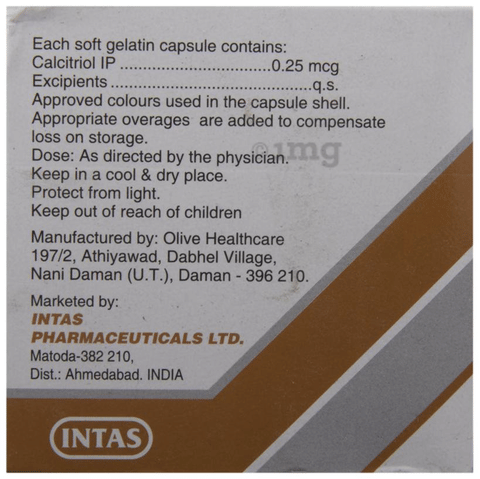 Each soft gelatin capsule contains:
Calcitriol IP ...............................0.25 mcg
Excipients ..........................................q.s.
Approved colours used in the capsule shell.
Appropriate overages are added to compensate
loss on storage.
1mg
Dose: As directed by the physician.
Keep in a cool & dry place.
Protect from light.
Keep out of reach of children
Manufactured by: Olive Healthcare
197/2, Athiyawad, Dabhel Village,
Nani Daman (U.T.), Daman - 396 210.
Marketed by:
INTAS
PHARMACEUTICALS LTD.
Matoda-382 210,
Dist.: Ahmedabad. INDIA
INTAS